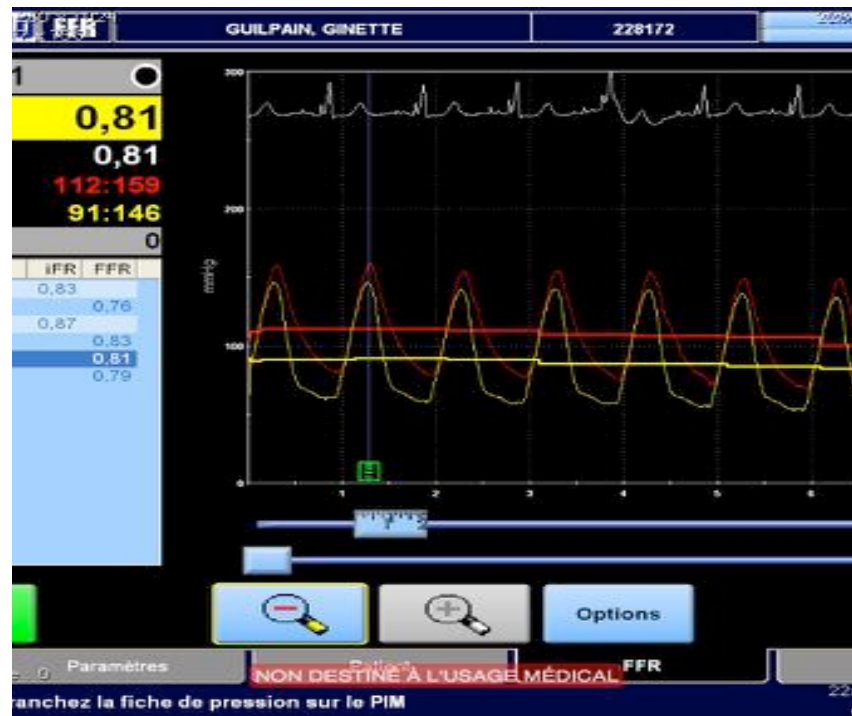 FFR
GUILPAIN, GINETTE
228172
1
0,81
0,81
112:159
91:146
0
iFR FFR
0,83
0,76
0,87
0,83
0,81
0,79
300
200
100
0
mmHg
1 2 3 4 5 6
H
Options
Paramètres
Patient
FFR
NON DESTINÉ À L'USAGE MÉDICAL
ranchez la fiche de pression sur le PIM
22